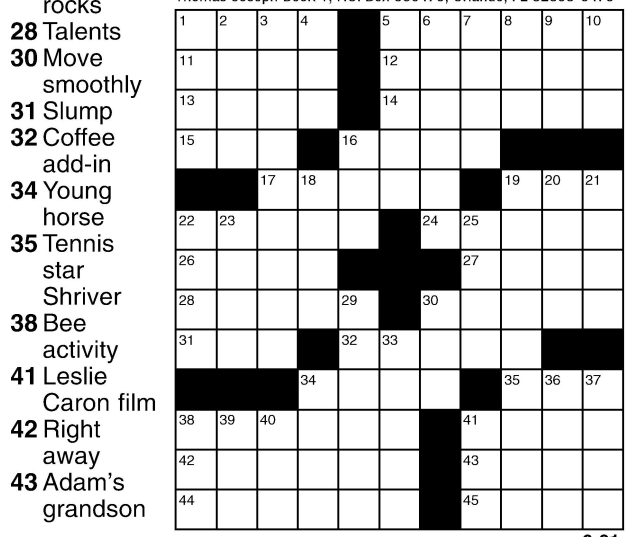 rocks
28 Talents
30 Move
smoothly
31 Slump
32 Coffee
add-in
34 Young
horse
35 Tennis
star
Shriver
38 Bee
activity
41 Leslie
Caron film
42 Right
away
43 Adam's
grandson
1 2 3 4 5 6 7 8 9 10
11 12
13 14
15 16
17 18 19 20 21
22 23 24 25
26 27
28 29 30
31 32 33
34 35 36 37
38 39 40 41
42 43
44 45